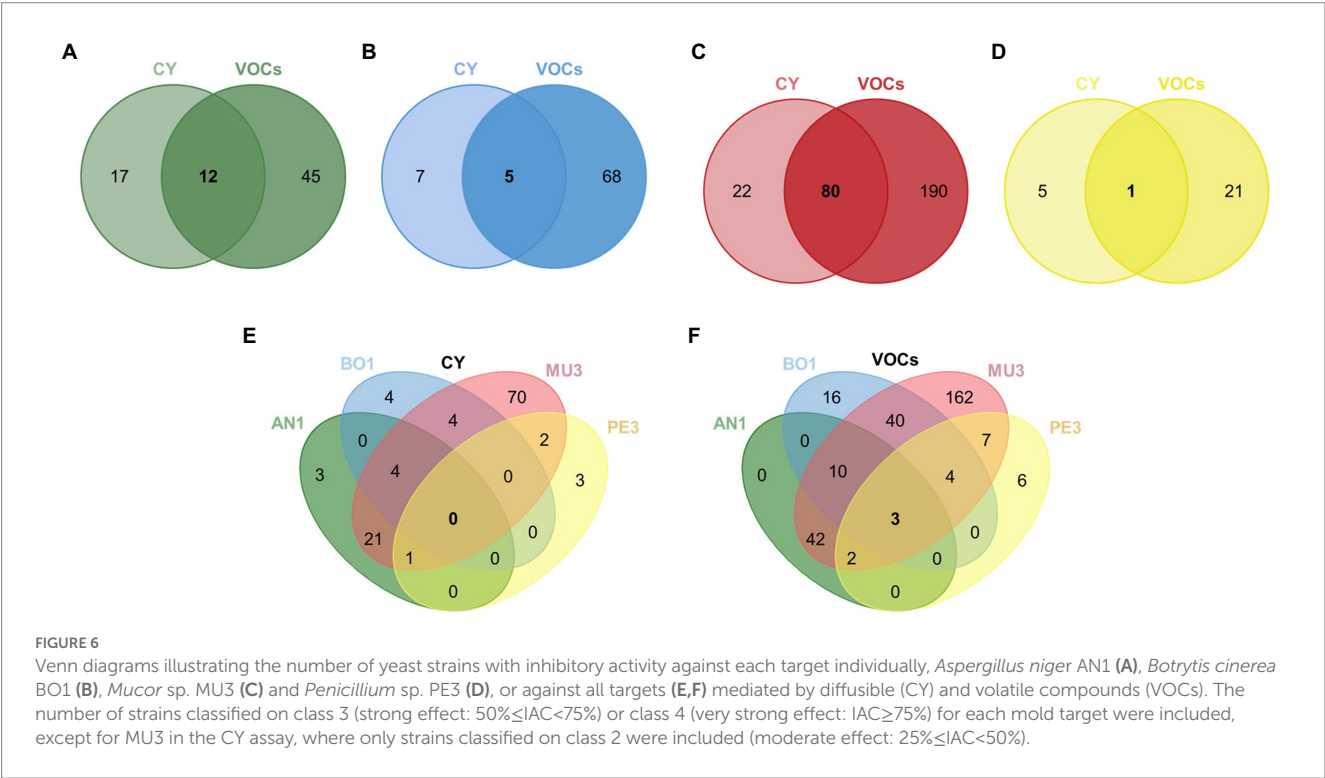 A
B
C
D
CY
VOCs
CY
VOCs
CY
VOCs
CY
VOCs
17
12
45
7
5
68
22
80
190
5
1
21
E
F
CY
BO1
MU3
AN1
PE3
4
70
4
0
2
3
4
0
3
0
21
0
1
0
0
VOCs
BO1
MU3
AN1
PE3
16
162
40
0
7
0
10
4
6
3
42
0
2
0
0
FIGURE 6
Venn diagrams illustrating the number of yeast strains with inhibitory activity against each target individually, Aspergillus niger AN1 (A), Botrytis cinerea
BO1 (B), Mucor sp. MU3 (C) and Penicillium sp. PE3 (D), or against all targets (E,F) mediated by diffusible (CY) and volatile compounds (VOCs). The
number of strains classified on class 3 (strong effect: 50%≤IAC<75%) or class 4 (very strong effect: IAC≥75%) for each mold target were included,
except for MU3 in the CY assay, where only strains classified on class 2 were included (moderate effect: 25%≤IAC<50%).